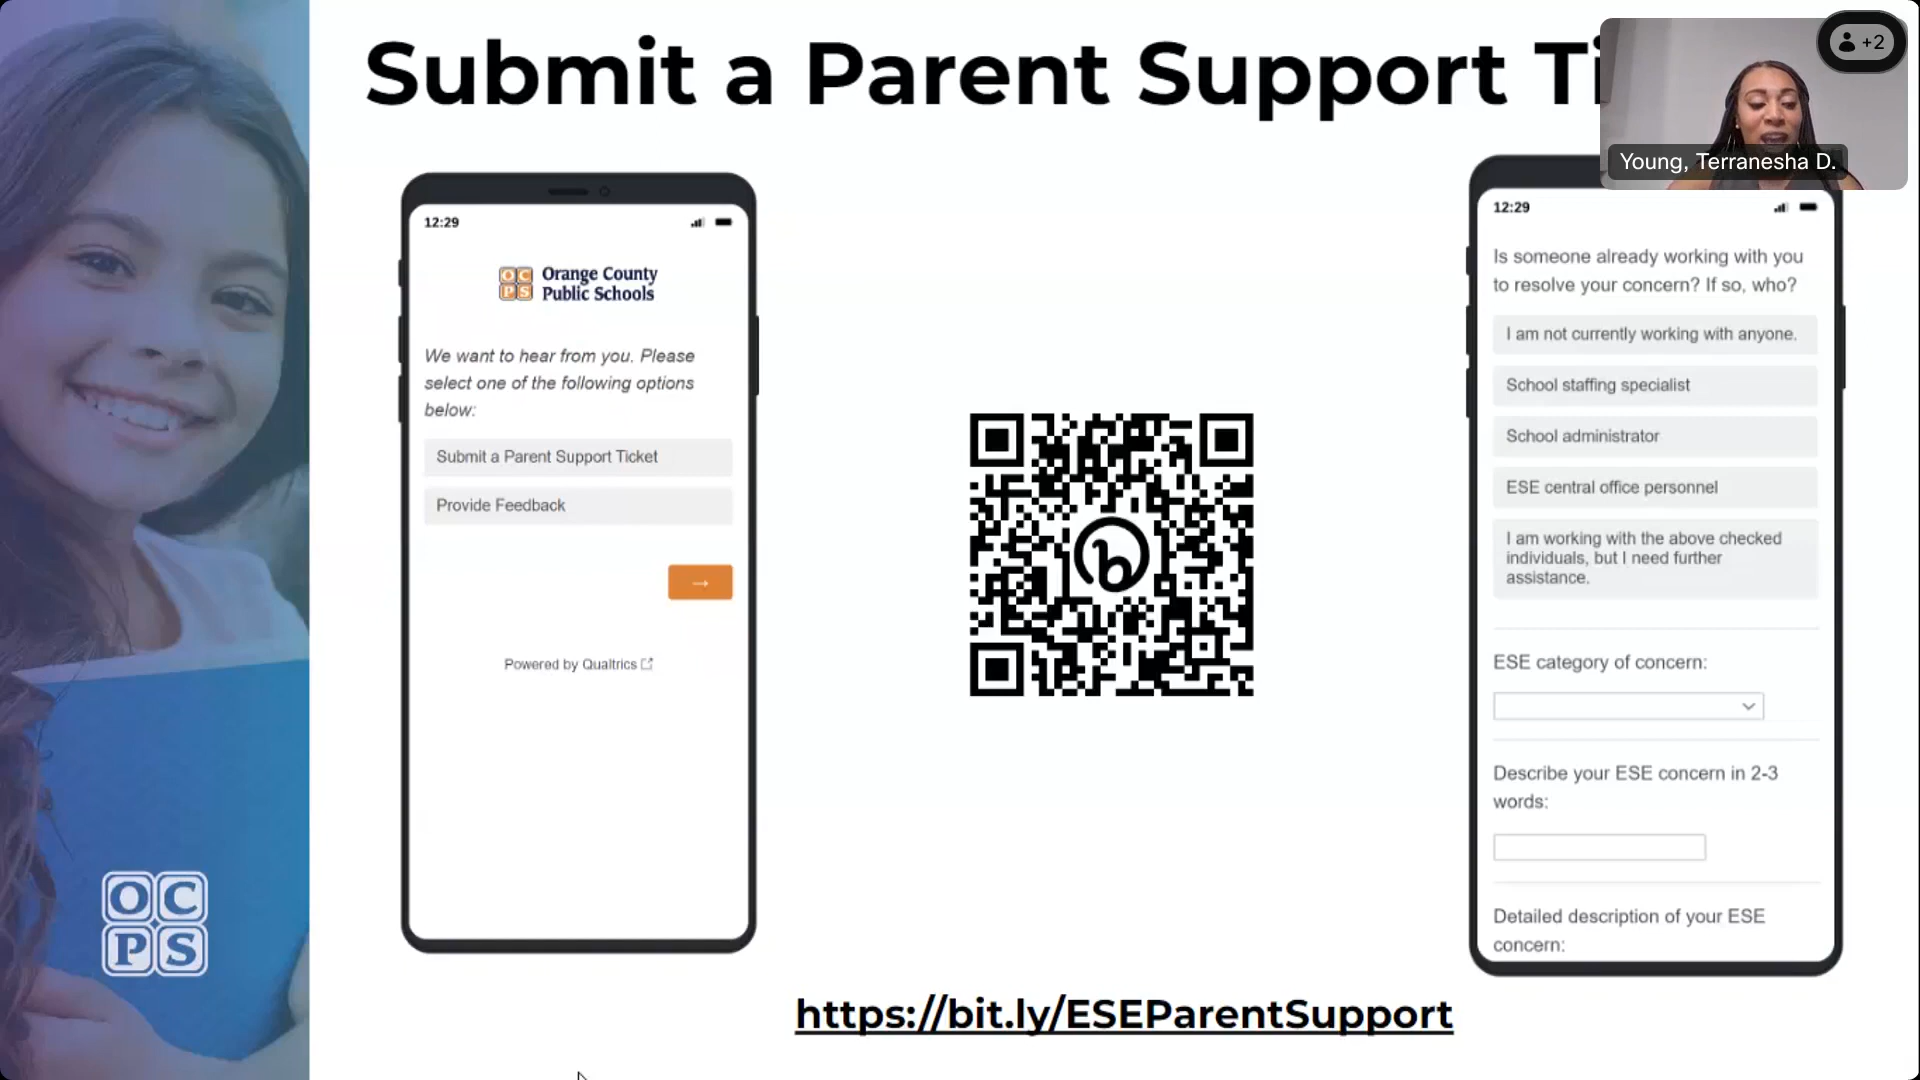 Submit a Parent Support Ti
+2
Young, Terranesha D.
12:29
OC
PS
Orange County
Public Schools
We want to hear from you. Please
select one of the following options
below:
Submit a Parent Support Ticket
Provide Feedback
→
Powered by Qualtrics
b
12:29
Is someone already working with you
to resolve your concern? If so, who?
I am not currently working with anyone.
School staffing specialist
School administrator
ESE central office personnel
I am working with the above checked
individuals, but I need further
assistance.
ESE category of concern:
Describe your ESE concern in 2-3
words:
Detailed description of your ESE
concern:
OC
PS
https://bit.ly/ESEParentSupport